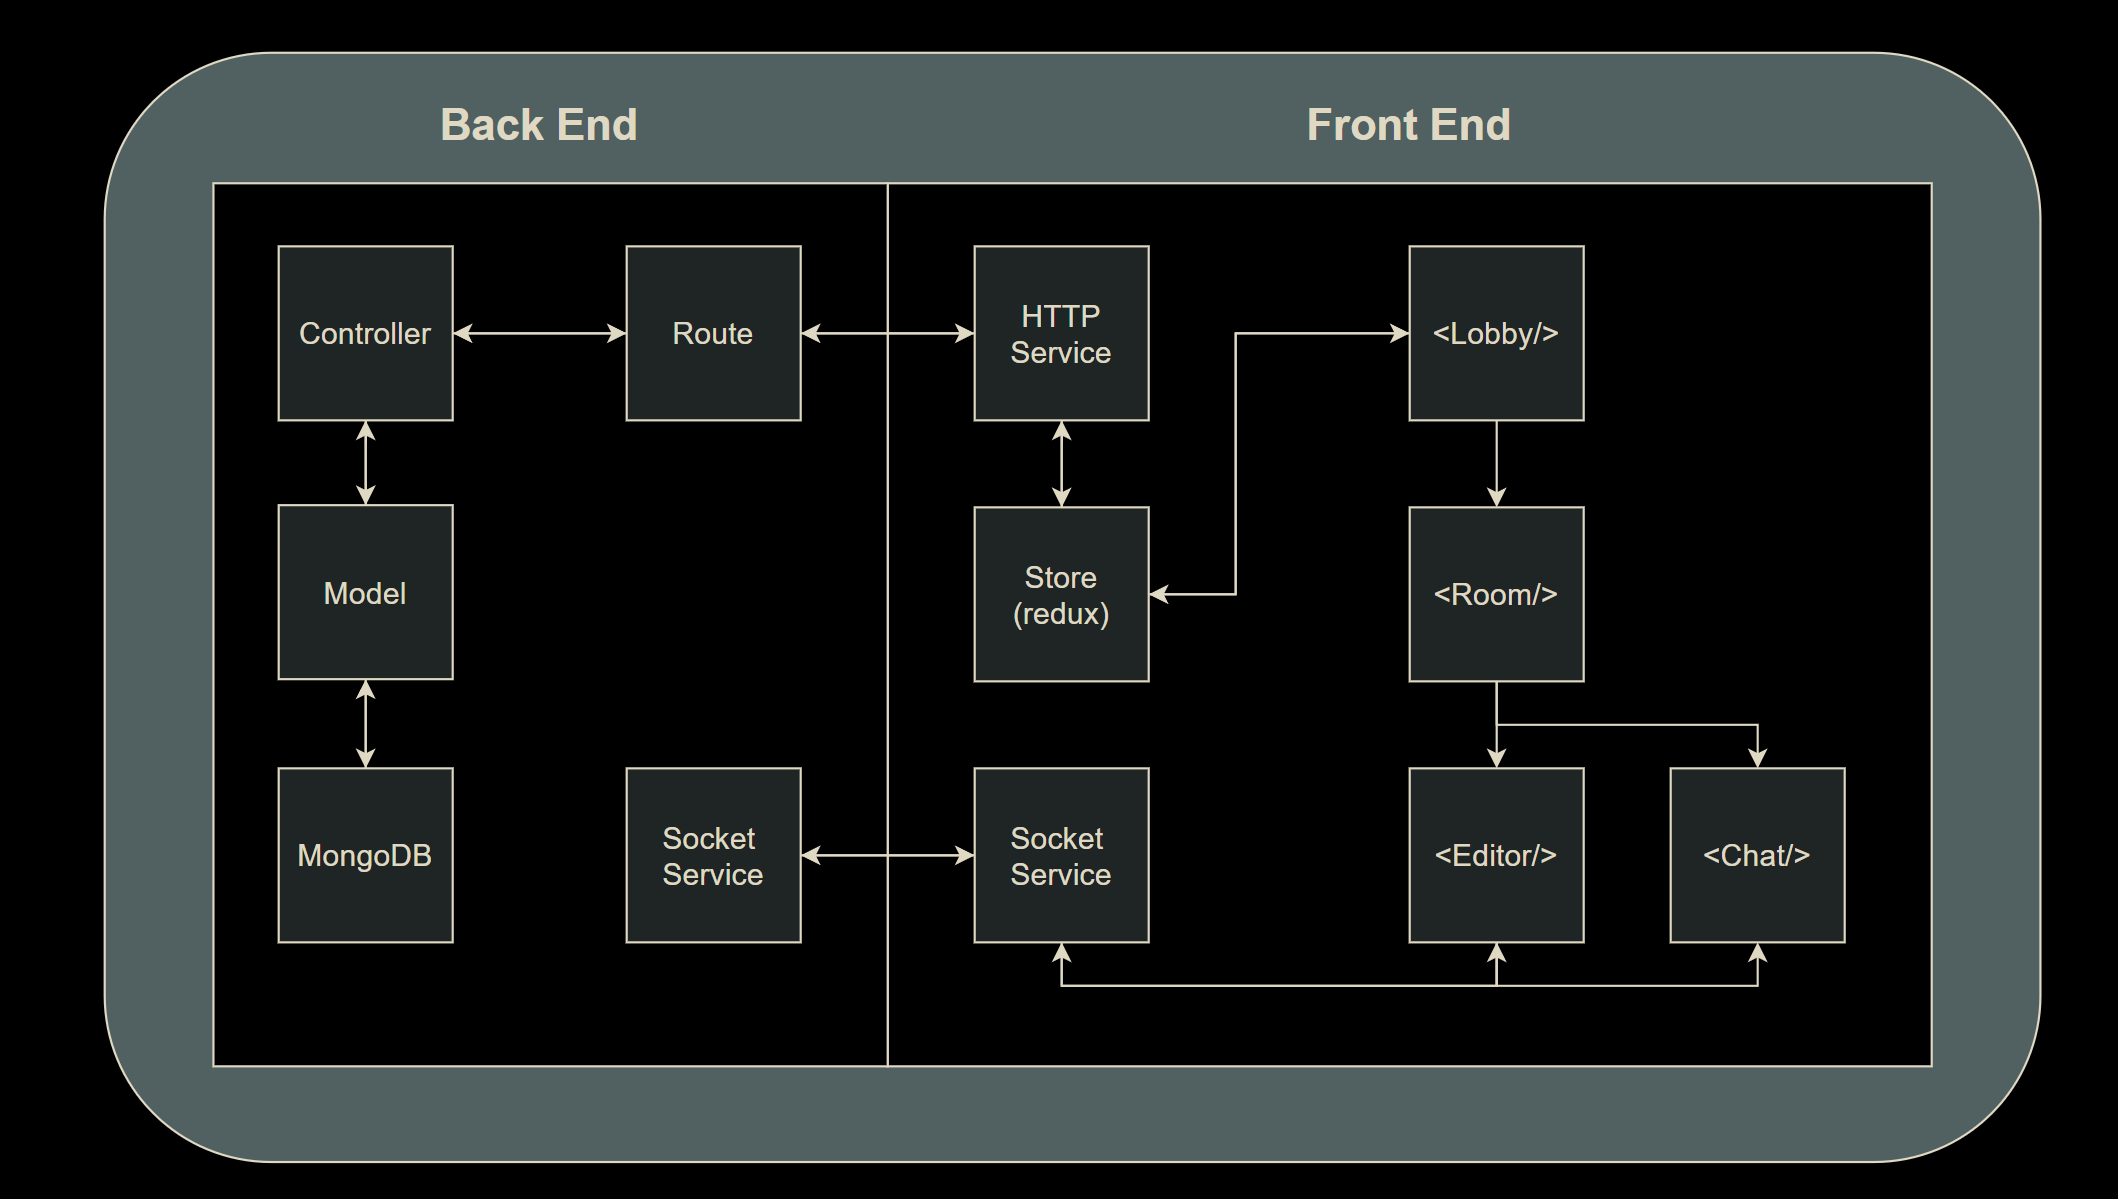 Back End
Front End
Controller
Route
HTTP
Service
<Lobby/>
Model
Store
(redux)
<Room/>
MongoDB
Socket
Service
Socket
Service
<Editor/>
<Chat/>